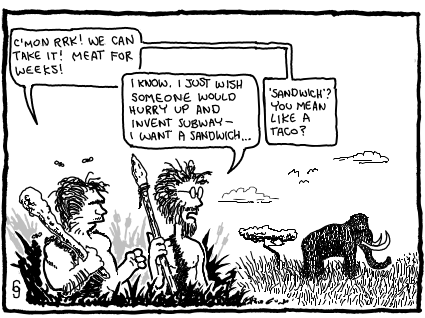 C'MON RRK! WE CAN
TAKE IT! MEAT FOR
WEEKS!
I KNOW. I JUST WISH
SOMEONE WOULD
HURRY UP AND
INVENT SUBWAY—
I WANT A SANDWICH...
'SANDWICH'?
YOU MEAN
LIKE A
TACO?